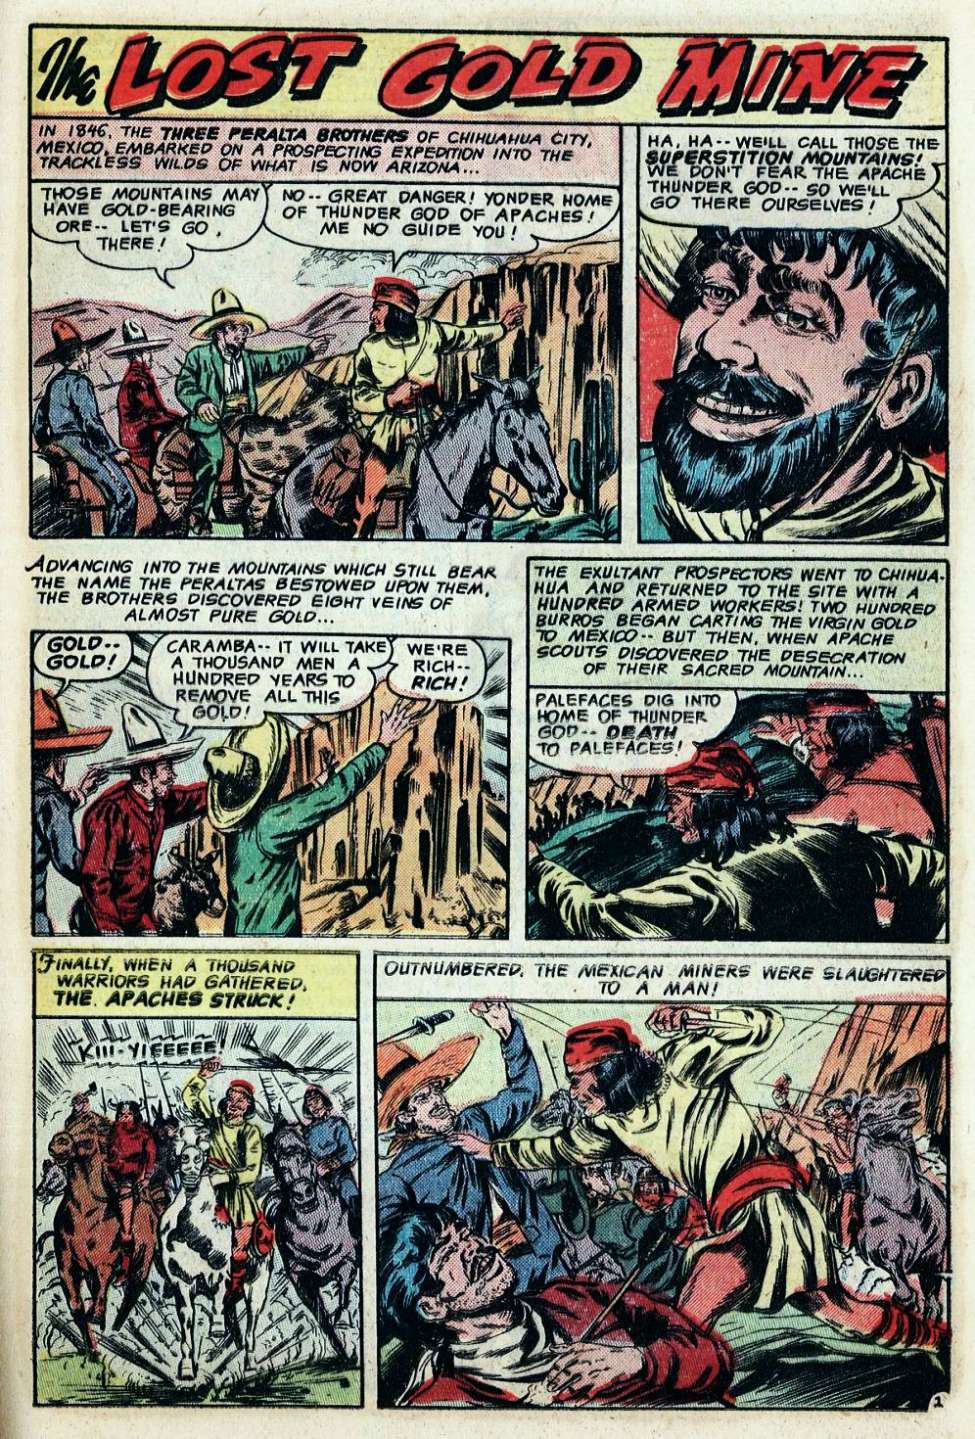 The LOST GOLD MINE
IN 1846, THE THREE PERALTA BROTHERS OF CHIHUAHUA CITY,
MEXICO, EMBARKED ON A PROSPECTING EXPEDITION INTO THE
TRACKLESS WILDS OF WHAT IS NOW ARIZONA...
THOSE MOUNTAINS MAY
HAVE GOLD-BEARING
ORE-- LET'S GO
THERE!
NO-- GREAT DANGER! YONDER HOME
OF THUNDER GOD OF APACHES!
ME NO GUIDE YOU!
HA, HA-- WE'LL CALL THOSE THE
SUPERSTITION MOUNTAINS!
WE DON'T FEAR THE APACHE
THUNDER GOD-- SO WE'LL
GO THERE OURSELVES!
ADVANCING INTO THE MOUNTAINS WHICH STILL BEAR
THE NAME THE PERALTAS BESTOWED UPON THEM,
THE BROTHERS DISCOVERED EIGHT VEINS OF
ALMOST PURE GOLD...
GOLD--
GOLD!
CARAMBA-- IT WILL TAKE
A THOUSAND MEN A
HUNDRED YEARS TO
REMOVE ALL THIS
GOLD!
WE'RE
RICH--
RICH!
THE EXULTANT PROSPECTORS WENT TO CHIHUA-
HUA AND RETURNED TO THE SITE WITH A
HUNDRED ARMED WORKERS! TWO HUNDRED
BURROS BEGAN CARTING THE VIRGIN GOLD
TO MEXICO-- BUT THEN, WHEN APACHE
SCOUTS DISCOVERED THE DESECRATION
OF THEIR SACRED MOUNTAIN...
PALEFACES DIG INTO
HOME OF THUNDER
GOD-- DEATH
TO PALEFACES!
FINALLY, WHEN A THOUSAND
WARRIORS HAD GATHERED,
THE APACHES STRUCK!
KIII-YIEEEEE!
OUTNUMBERED, THE MEXICAN MINERS WERE SLAUGHTERED
TO A MAN!
1